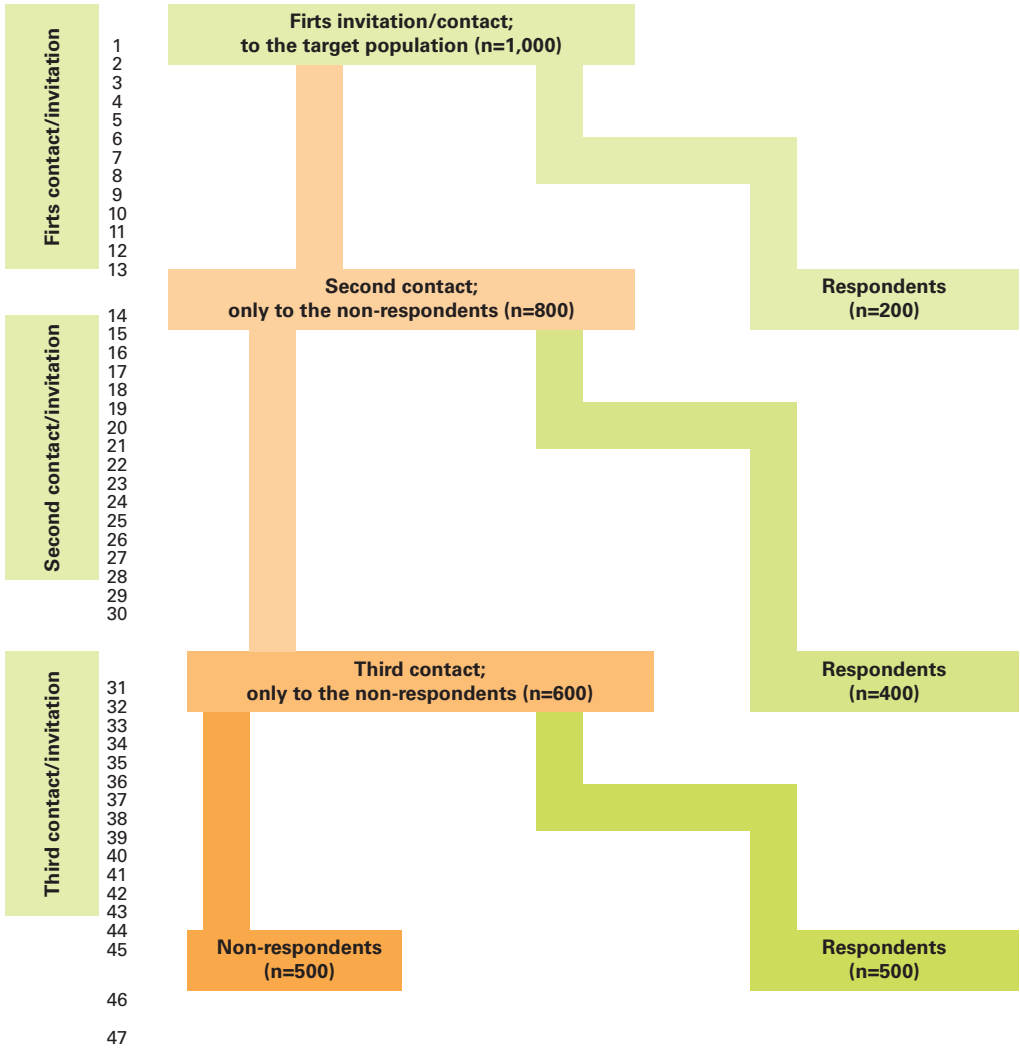 Firts contact/invitation
Firts invitation/contact;
to the target population (n=1,000)
1
2
3
4
5
6
7
8
9
10
11
12
13
Second contact;
only to the non-respondents (n=800)
Respondents
(n=200)
Second contact/invitation
14
15
16
17
18
19
20
21
22
23
24
25
26
27
28
29
30
Third contact;
only to the non-respondents (n=600)
Respondents
(n=400)
Third contact/invitation
31
32
33
34
35
36
37
38
39
40
41
42
43
44
45
Non-respondents
(n=500)
Respondents
(n=500)
46
47